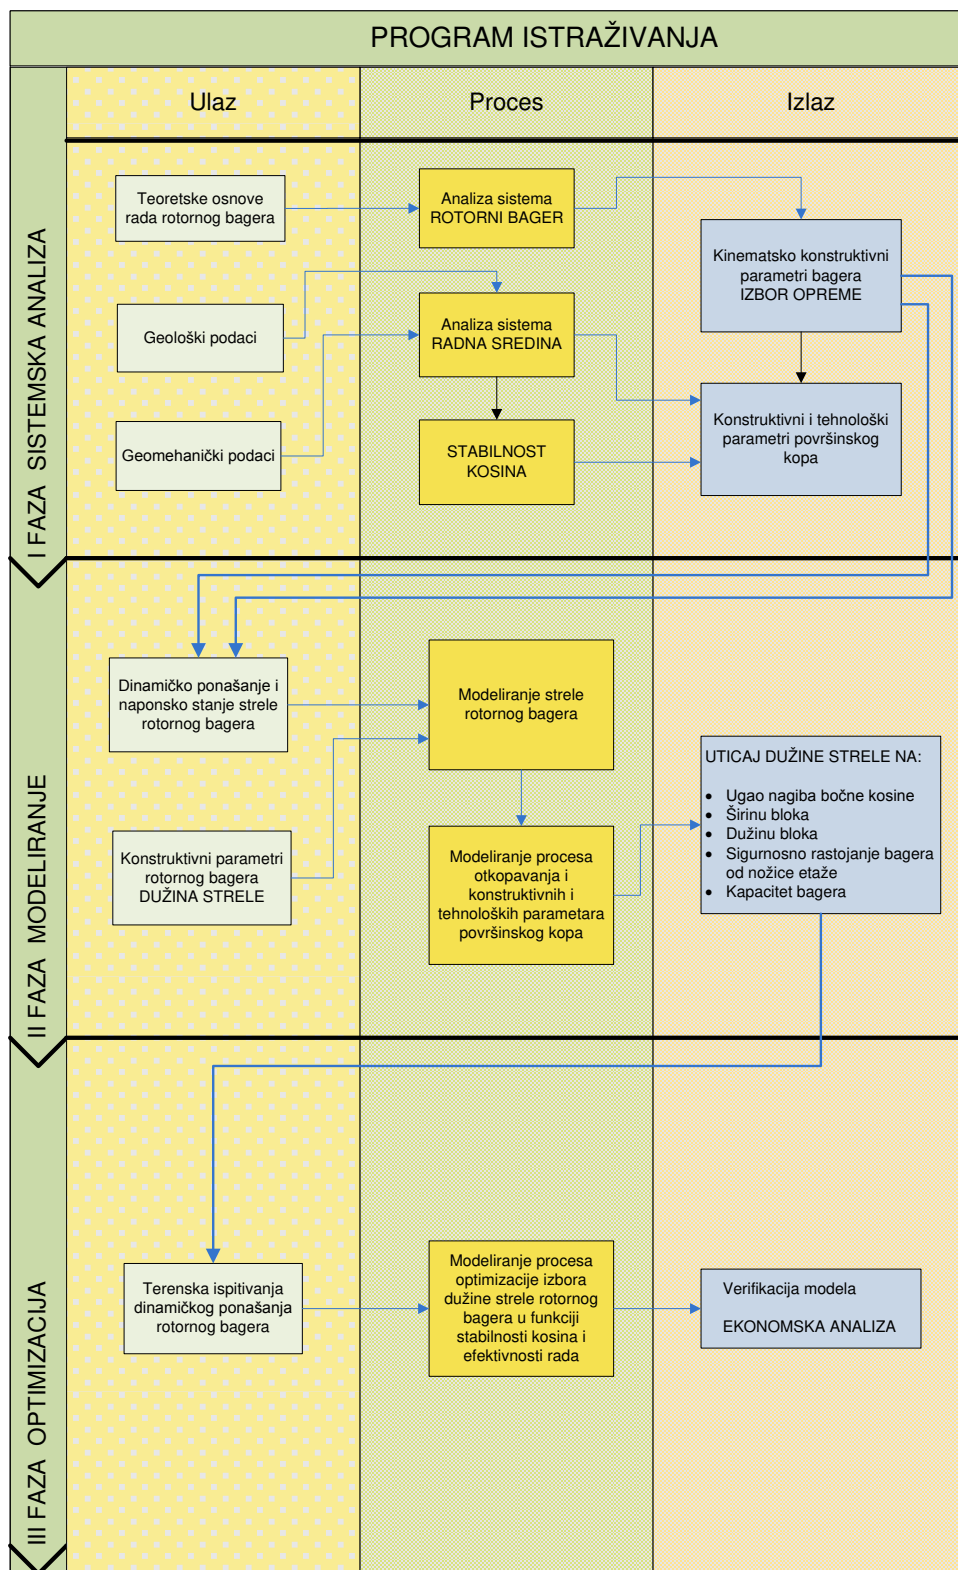 PROGRAM ISTRAŽIVANJA
Ulaz
Proces
Izlaz
I FAZA  SISTEMSKA  ANALIZA
Teoretske osnove
rada rotornog bagera
Analiza sistema
ROTORNI BAGER
Kinematsko konstruktivni
parametri bagera
IZBOR OPREME
Geološki podaci
Analiza sistema
RADNA SREDINA
Geomehanički podaci
STABILNOST
KOSINA
Konstruktivni i tehnološki
parametri površinskog
kopa
II FAZA  MODELIRANJE
Dinamičko ponašanje i
naponsko stanje strele
rotornog bagera
Modeliranje strele
rotornog bagera
Konstruktivni parametri
rotornog bagera
DUŽINA STRELE
Modeliranje procesa
otkopavanja i
konstruktivnih i
tehnoloških parametara
površinskog kopa
UTICAJ DUŽINE STRELE NA:
• Ugao nagiba bočne kosine
• Širinu bloka
• Dužinu bloka
• Sigurnosno rastojanje bagera
od nožice etaže
• Kapacitet bagera
III FAZA  OPTIMIZACIJA
Terenska ispitivanja
dinamičkog ponašanja
rotornog bagera
Modeliranje procesa
optimizacije izbora
dužine strele rotornog
bagera u funkciji
stabilnosti kosina i
efektivnosti rada
Verifikacija modela
EKONOMSKA ANALIZA